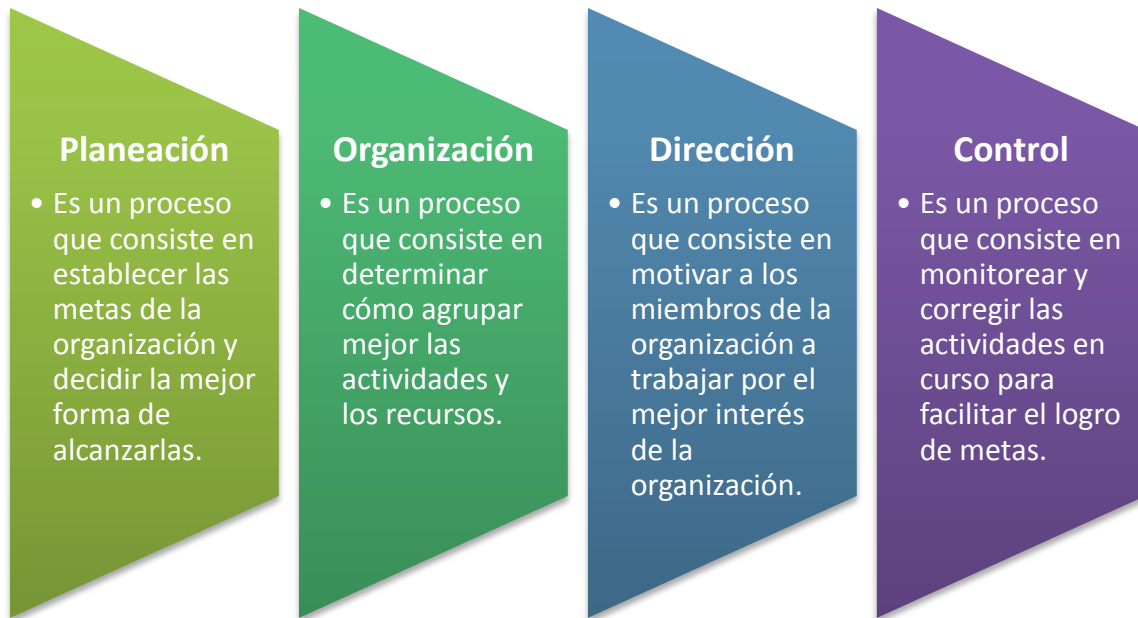 Planeación
• Es un proceso
que consiste en
establecer las
metas de la
organización y
decidir la mejor
forma de
alcanzarlas.
Organización
• Es un proceso
que consiste en
determinar
cómo agrupar
mejor las
actividades y
los recursos.
Dirección
• Es un proceso
que consiste en
motivar a los
miembros de la
organización a
trabajar por el
mejor interés
de la
organización.
Control
• Es un proceso
que consiste en
monitorear y
corregir las
actividades en
curso para
facilitar el logro
de metas.